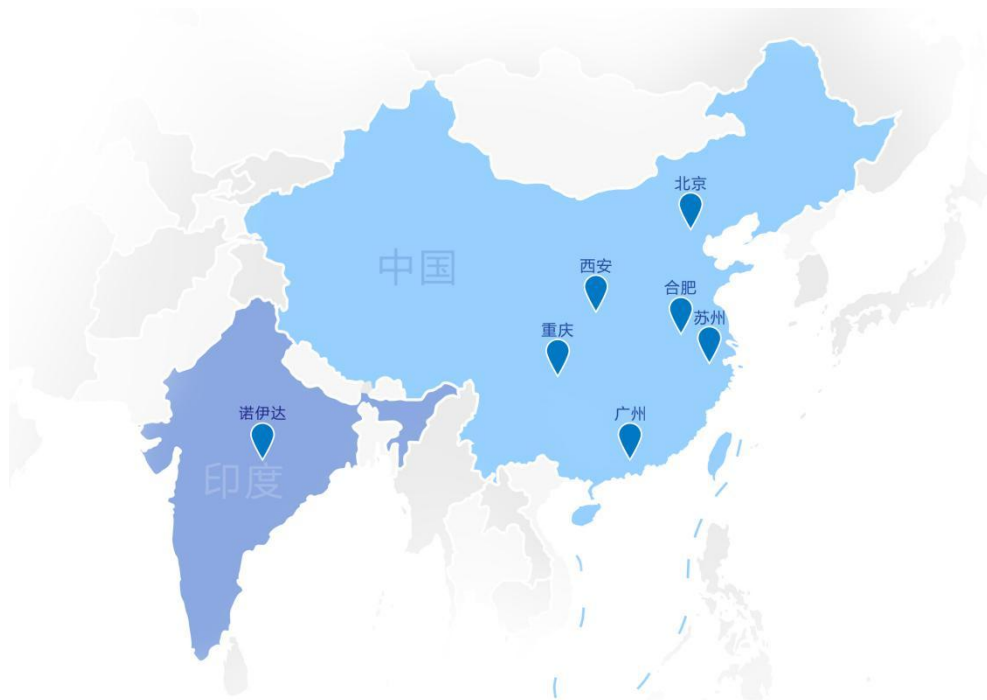 北京
中国
西安
合肥
苏州
重庆
诺伊达
广州
印度